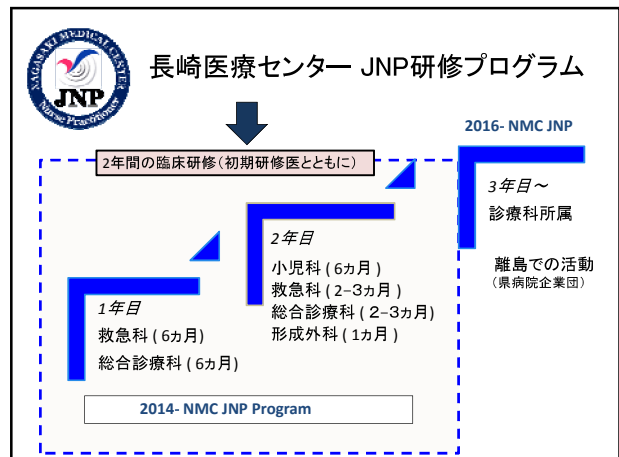 NAGASAKI MEDICAL CENTER
JNP
Nurse Practitioner
長崎医療センター JNP研修プログラム
2016- NMC JNP
2年間の臨床研修（初期研修医とともに）
3年目～
診療科所属
離島での活動
（県病院企業団）
2年目
小児科 ( 6ヵ月 )
救急科 ( 2-３ヵ月 )
総合診療科 ( ２-３ヵ月)
形成外科 ( 1ヵ月 )
1年目
救急科 ( 6ヵ月)
総合診療科 ( 6ヵ月)
2014- NMC JNP Program